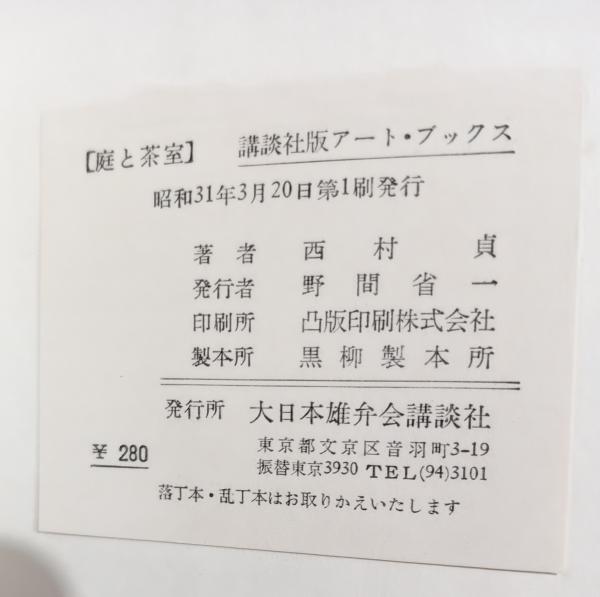 【庭と茶室】 講談社版アート・ブックス
昭和31年3月20日第1刷発行
著者 西村貞
発行者 野間省一
印刷所 凸版印刷株式会社
製本所 黒柳製本所
発行所 大日本雄弁会講談社
東京都文京区音羽町3-19
振替東京3930 TEL(94)3101
¥ 280
落丁本・乱丁本はお取りかえいたします